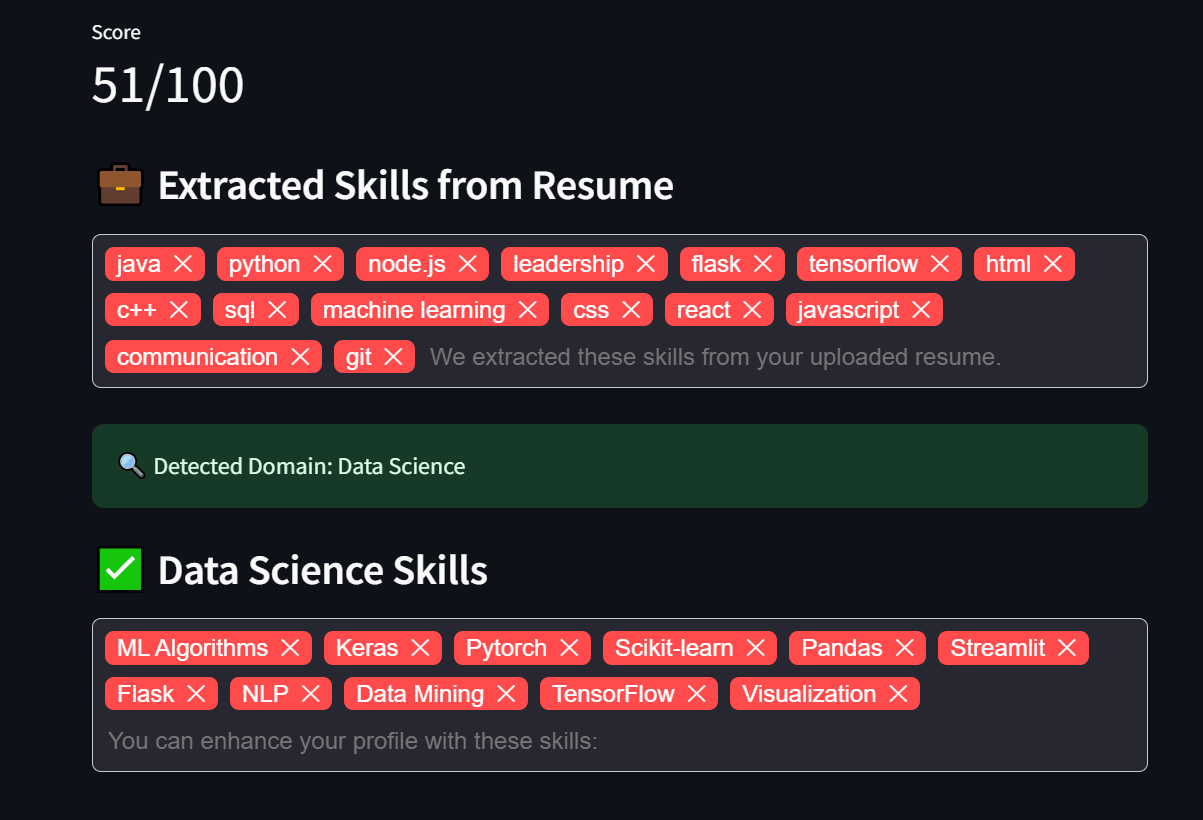 Score
51/100
Extracted Skills from Resume
java python node.js leadership flask tensorflow html
c++ sql machine learning css react javascript
communication git We extracted these skills from your uploaded resume.
Detected Domain: Data Science
Data Science Skills
ML Algorithms Keras Pytorch Scikit-learn Pandas Streamlit
Flask NLP Data Mining TensorFlow Visualization
You can enhance your profile with these skills: